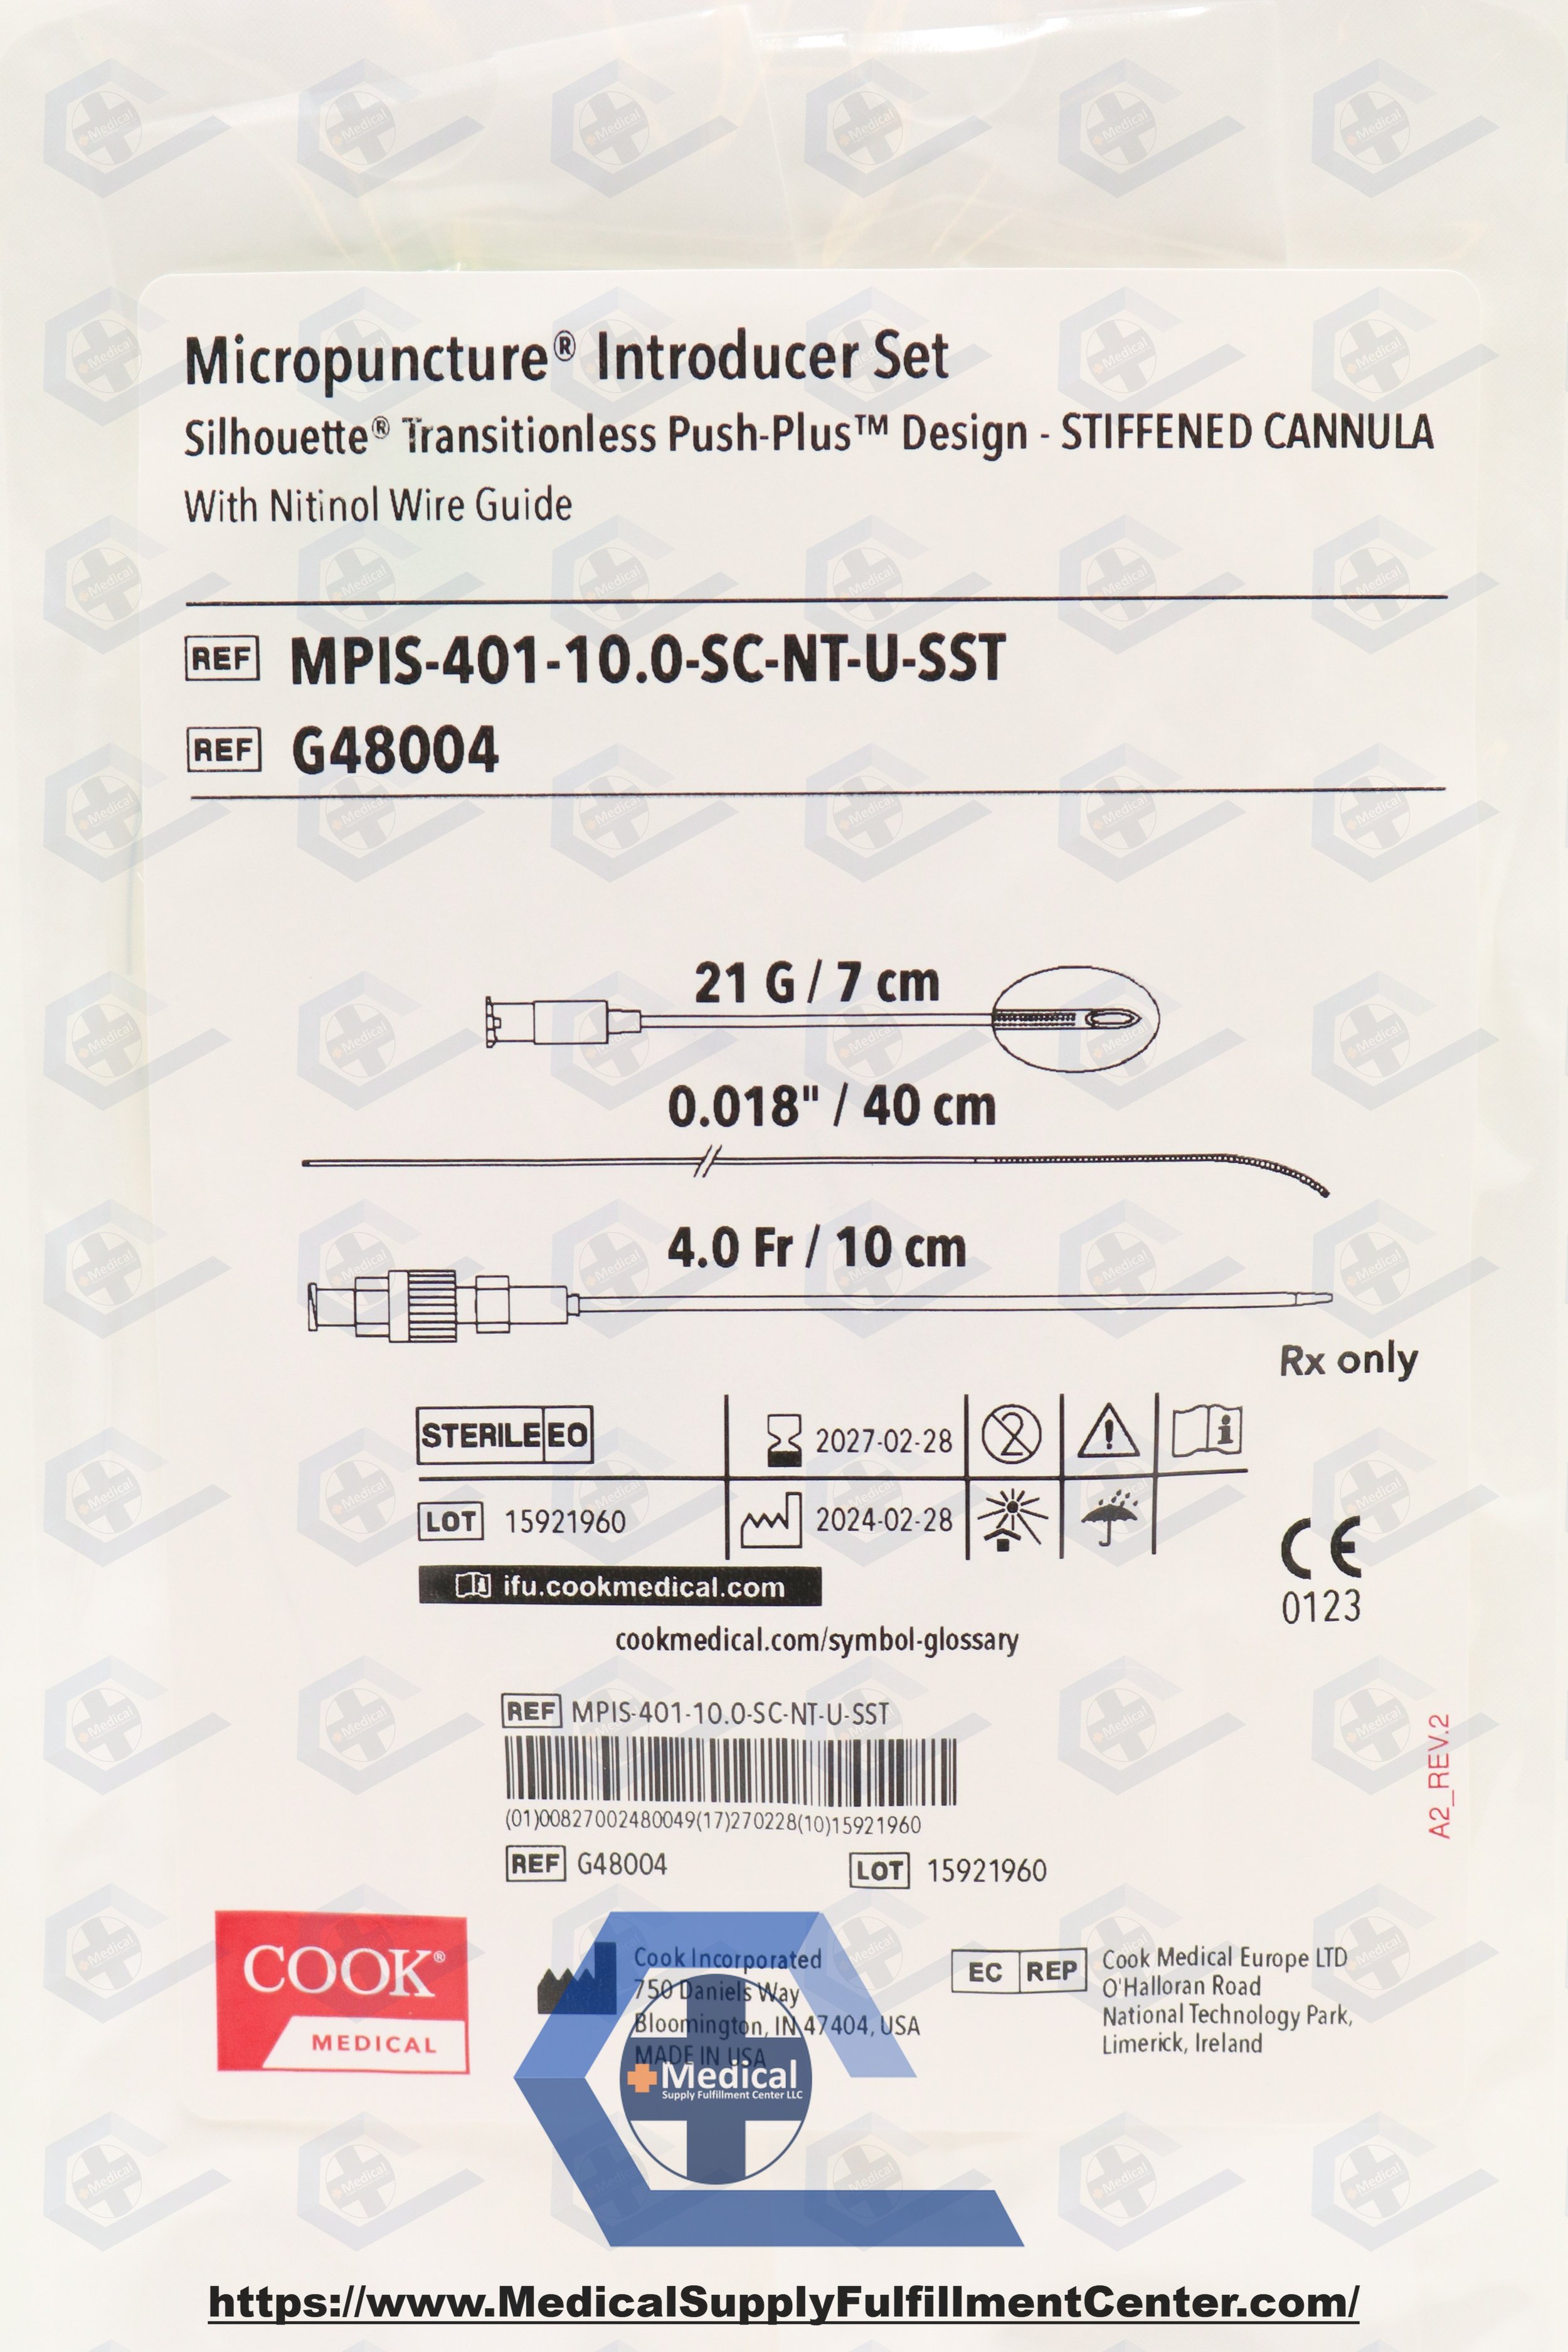 Micropuncture® Introducer Set
Silhouette® Transitionless Push-Plus™ Design - STIFFENED CANNULA
With Nitinol Wire Guide
REF MPIS-401-10.0-SC-NT-U-SST
REF G48004
21 G / 7 cm
0.018" / 40 cm
4.0 Fr / 10 cm
Rx only
STERILE EO 2027-02-28
LOT 15921960 2024-02-28
ifu.cookmedical.com
CE
0123
cookmedical.com/symbol-glossary
REF MPIS-401-10.0-SC-NT-U-SST
(01)00827002480049(17)270228(10)15921960
REF G48004 LOT 15921960
A2_REV.2
COOK®
MEDICAL
Cook Incorporated
750 Daniels Way
Bloomington, IN 47404, USA
MADE IN USA
EC REP
Cook Medical Europe LTD
O'Halloran Road
National Technology Park,
Limerick, Ireland
Medical
Supply Fulfillment Center LLC
https://www.MedicalSupplyFulfillmentCenter.com/